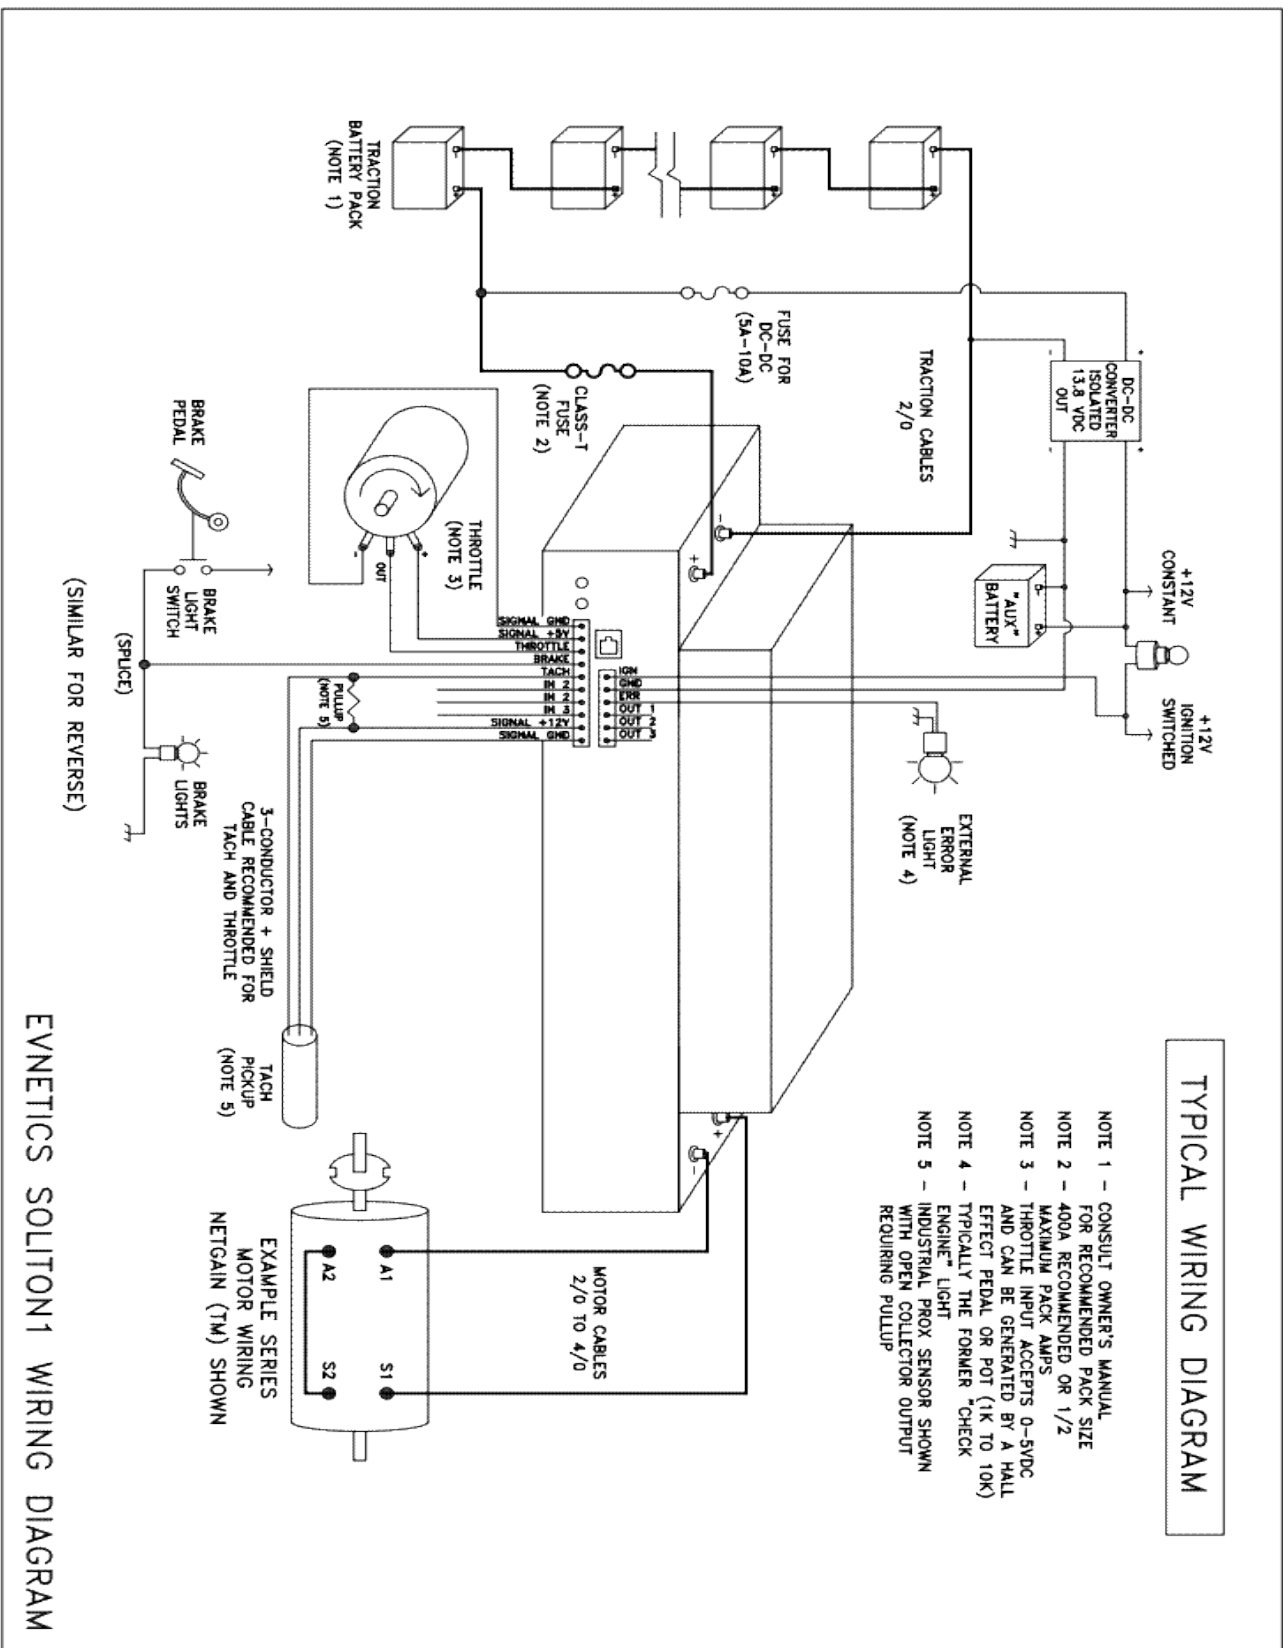 TYPICAL WIRING DIAGRAM
NOTE 1 - CONSULT OWNER'S MANUAL
FOR RECOMMENDED PACK SIZE
NOTE 2 - 400A RECOMMENDED OR 1/2
MAXIMUM PACK AMPS
NOTE 3 - THROTTLE INPUT ACCEPTS 0-5VDC
AND CAN BE GENERATED BY A HALL
EFFECT PEDAL OR POT (1K TO 10K)
NOTE 4 - TYPICALLY THE FORMER "CHECK
ENGINE" LIGHT
NOTE 5 - INDUSTRIAL PROX SENSOR SHOWN
WITH OPEN COLLECTOR OUTPUT
REQUIRING PULLUP
+12V
CONSTANT
+12V
IGNITION
SWITCHED
+
+
DC-DC
CONVERTER
ISOLATED
13.8 VDC
OUT
-
-
"AUX"
BATTERY
-
+
TRACTION CABLES
2/0
EXTERNAL
ERROR
LIGHT
(NOTE 4)
FUSE FOR
DC-DC
(5A-10A)
-
+
-
+
-
+
-
+
TRACTION
BATTERY PACK
(NOTE 1)
CLASS-T
FUSE
(NOTE 2)
-
+
+
-
IGN
GND
ERR
OUT 1
OUT 2
OUT 3
SIGNAL GND
SIGNAL +5V
THROTTLE
BRAKE
TACH
IN 2
IN 2
IN 3
SIGNAL +12V
SIGNAL GND
THROTTLE
(NOTE 3)
+
OUT
-
PULLUP
(NOTE 5)
MOTOR CABLES
2/0 TO 4/0
A1
S1
A2
S2
EXAMPLE SERIES
MOTOR WIRING
NETGAIN (TM) SHOWN
TACH
PICKUP
(NOTE 5)
3-CONDUCTOR + SHIELD
CABLE RECOMMENDED FOR
TACH AND THROTTLE
BRAKE
PEDAL
BRAKE
LIGHT
SWITCH
BRAKE
LIGHTS
(SPLICE)
(SIMILAR FOR REVERSE)
EVNETICS SOLITON1 WIRING DIAGRAM